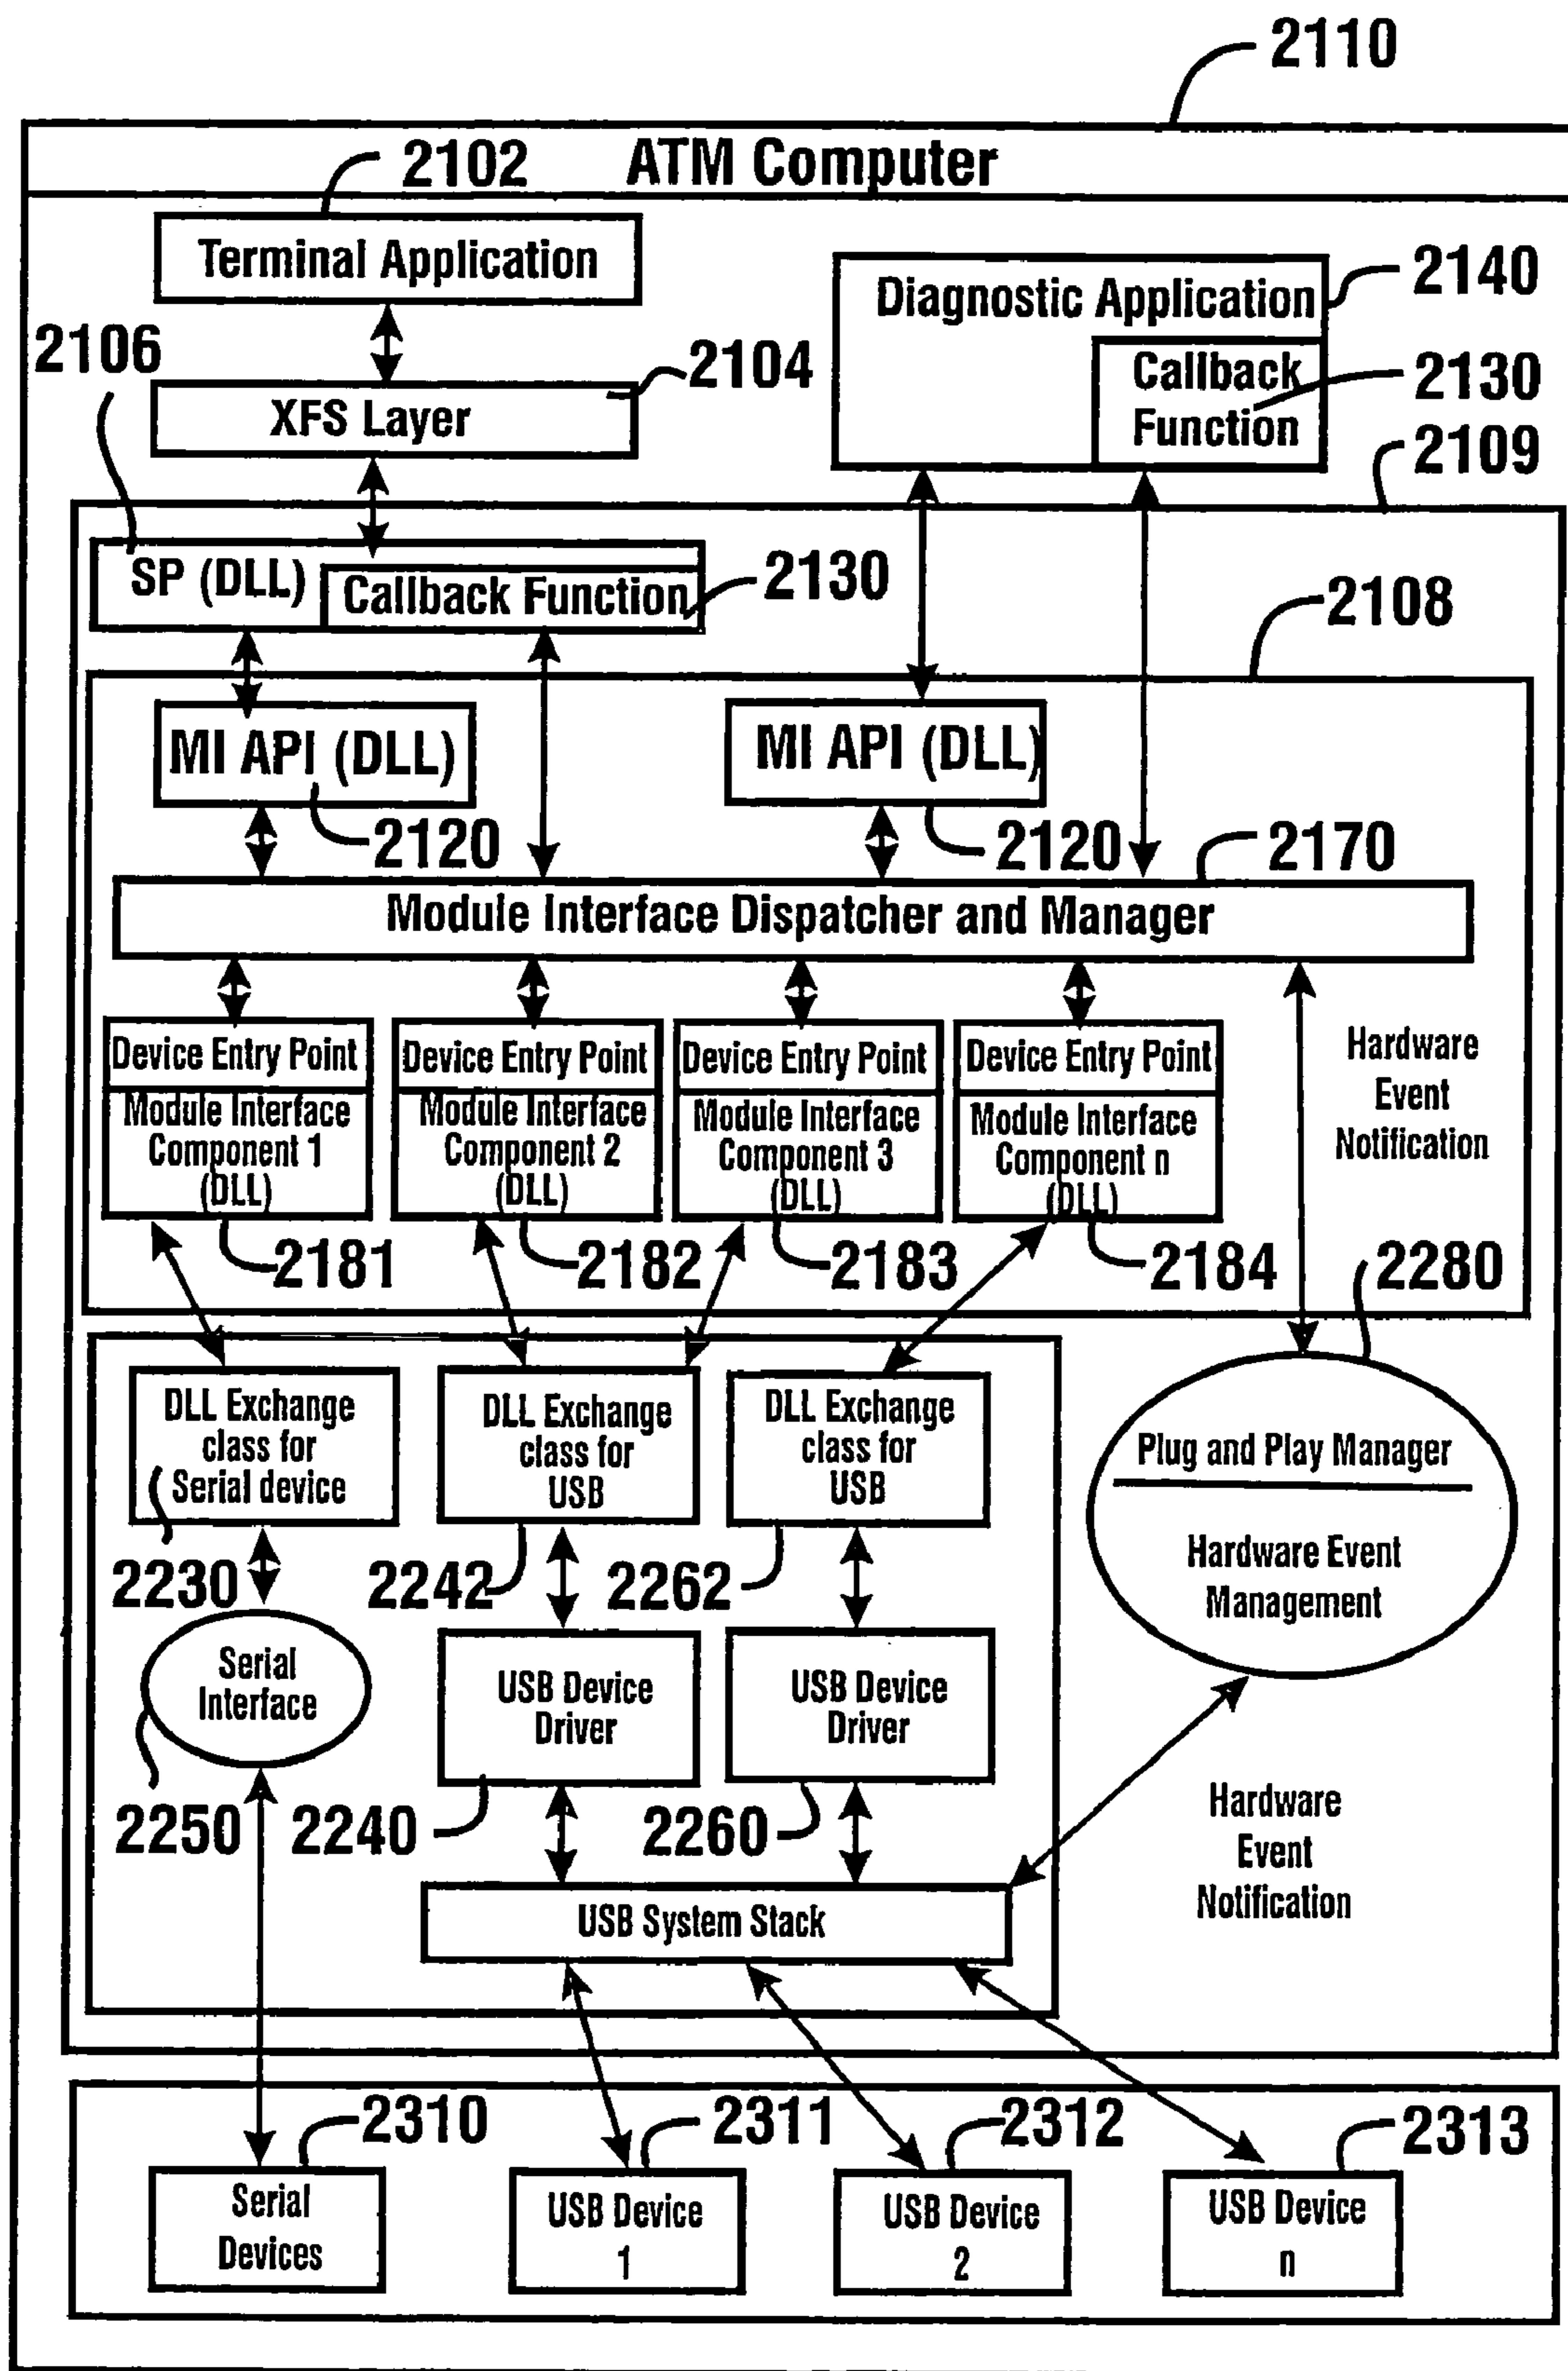 2110
2102
ATM Computer
Terminal Application
2140
Diagnostic Application
2106
2104
Callback
Function
2130
XFS Layer
2109
SP (DLL)
Callback Function
2130
2108
MI API (DLL)
MI API (DLL)
2120
2120
2170
Module Interface Dispatcher and Manager
Device Entry Point
Module Interface
Component 1
(DLL)
Device Entry Point
Module Interface
Component 2
(DLL)
Device Entry Point
Module Interface
Component 3
(DLL)
Device Entry Point
Module Interface
Component n
(DLL)
Hardware
Event
Notification
2181
2182
2183
2184
2280
DLL Exchange
class for
Serial device
DLL Exchange
class for
USB
DLL Exchange
class for
USB
Plug and Play Manager
Hardware Event
Management
2230
2242
2262
Serial
Interface
USB Device
Driver
USB Device
Driver
2250
2240
2260
Hardware
Event
Notification
USB System Stack
2310
2311
2312
2313
Serial
Devices
USB Device
1
USB Device
2
USB Device
n